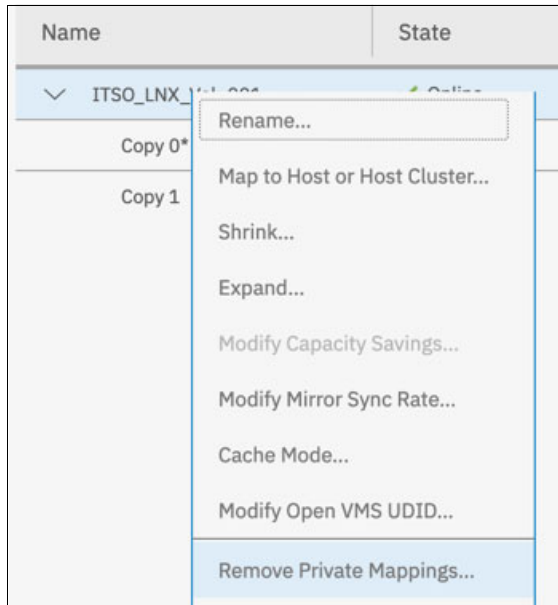 Name State
ITSO_LNX_
Rename...
Copy 0*
Map to Host or Host Cluster...
Copy 1
Shrink...
Expand...
Modify Capacity Savings...
Modify Mirror Sync Rate...
Cache Mode...
Modify Open VMS UDID...
Remove Private Mappings...